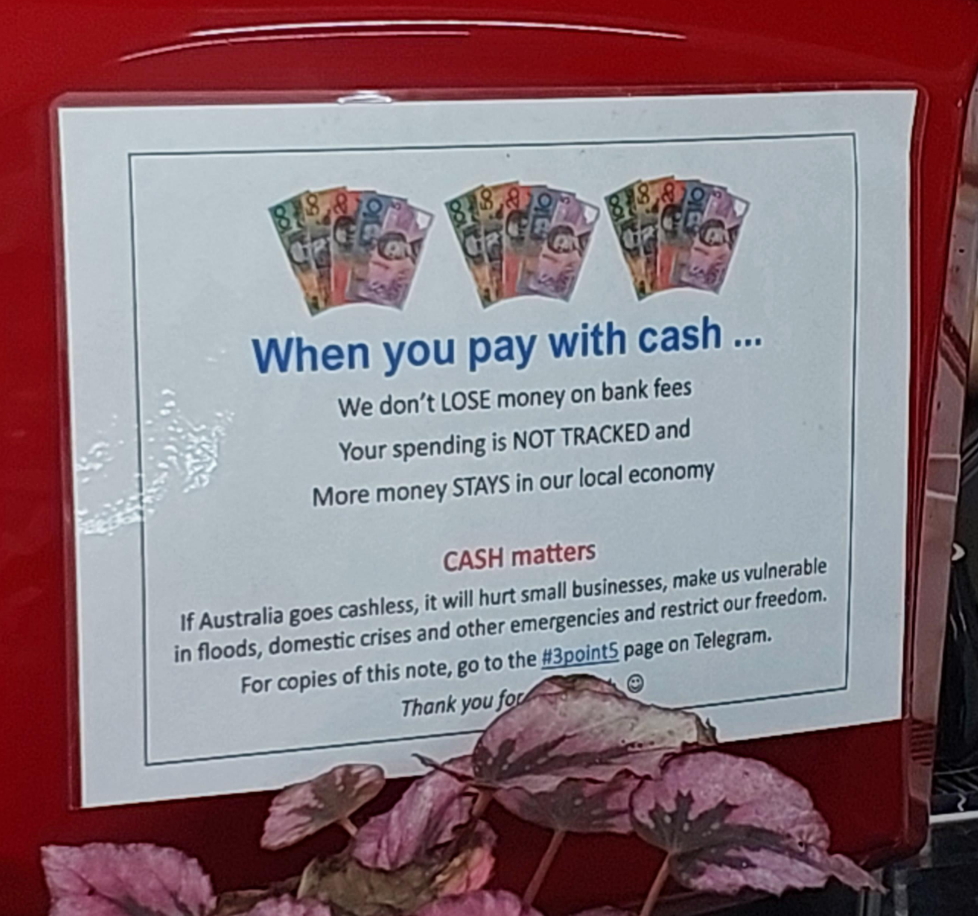 When you pay with cash ...
We don't LOSE money on bank fees
Your spending is NOT TRACKED and
More money STAYS in our local economy
CASH matters
If Australia goes cashless, it will hurt small businesses, make us vulnerable
in floods, domestic crises and other emergencies and restrict our freedom.
For copies of this note, go to the #3point5 page on Telegram.
Thank you for ☺